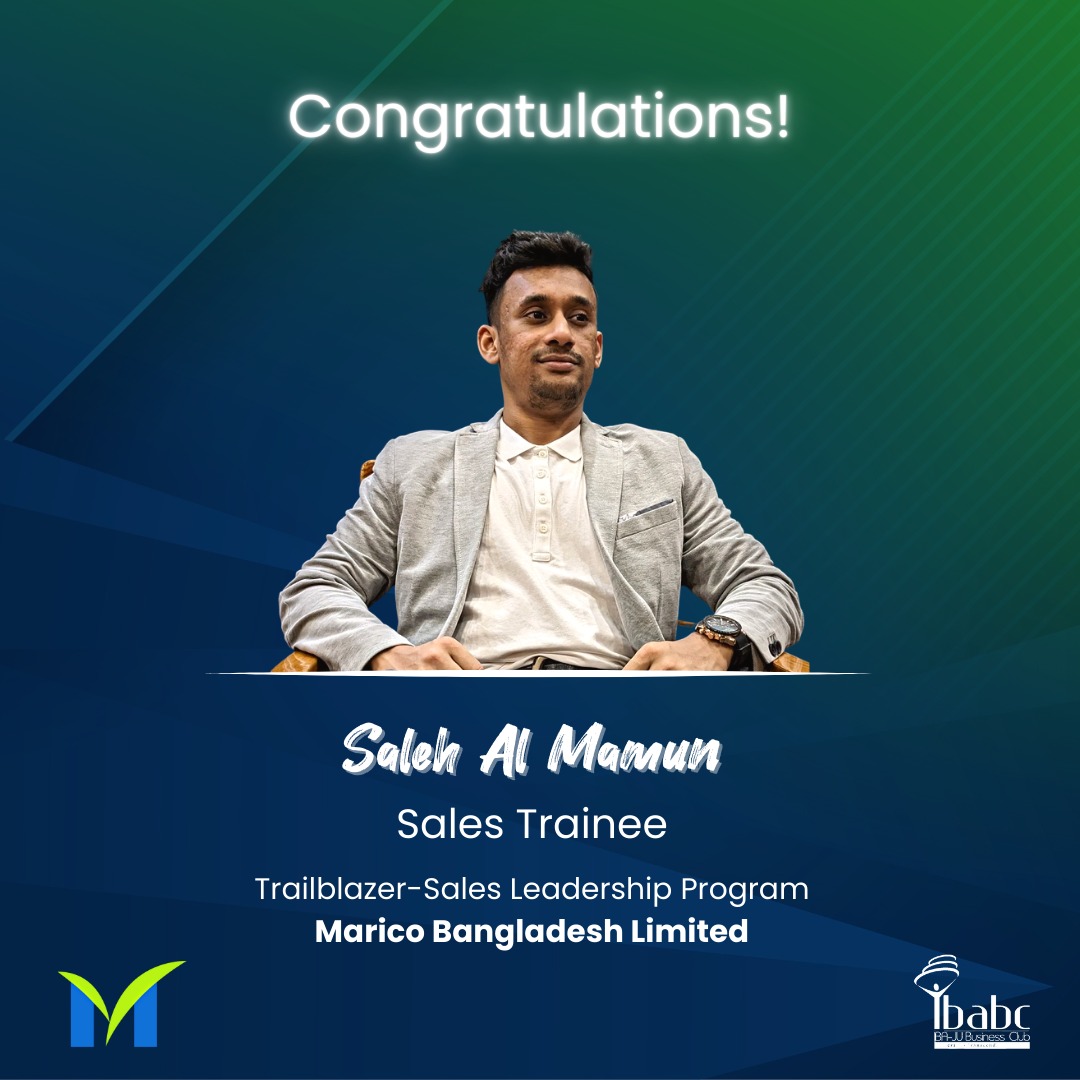 Congratulations!
Saleh Al Mamun
Sales Trainee
Trailblazer-Sales Leadership Program
Marico Bangladesh Limited
ibabc
IBA-JU Business Club